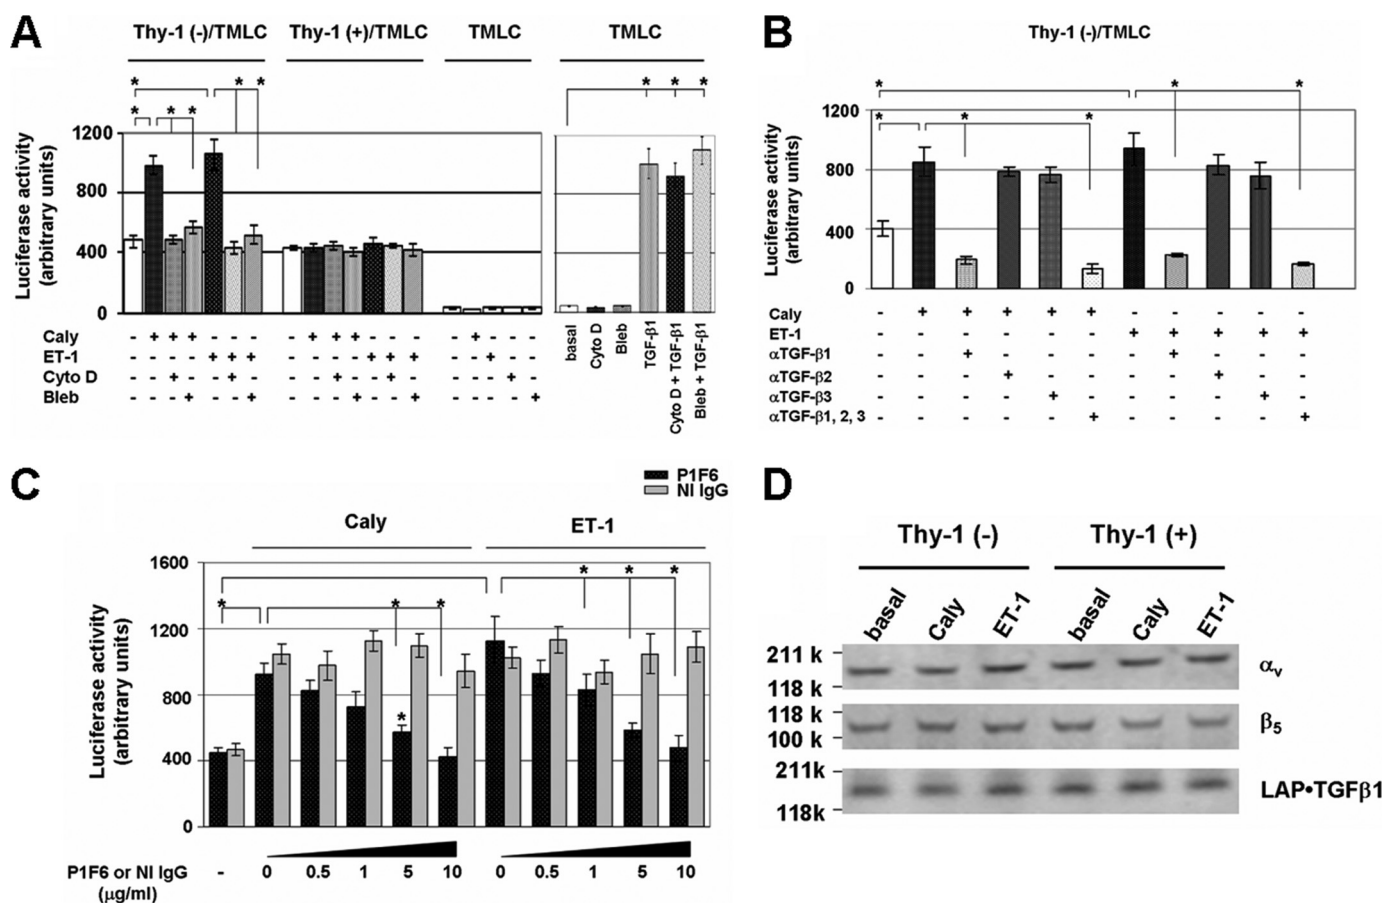 A
Thy-1 (-)/TMLC Thy-1 (+)/TMLC TMLC TMLC
* * * * * *
* * *
Luciferase activity
(arbitrary units)
1200
800
400
0
basal
Cyto D
Bleb
TGF-β1
Cyto D + TGF-β1
Bleb + TGF-β1
Caly - + + + - - - - + + + - - - - + - - -
ET-1 - - - - + + + - - - - + + + - - + - -
Cyto D - - + - - + - - - + - - + - - - - + -
Bleb - - - + - - + - - - + - - + - - - - +
B
Thy-1 (-)/TMLC
* * *
* * *
Luciferase activity
(arbitrary units)
1200
800
400
0
Caly - + + + + + - - - - -
ET-1 - - - - - - + + + + +
αTGF-β1 - - + - - - - + - - -
αTGF-β2 - - - + - - - - + - -
αTGF-β3 - - - - + - - - - + -
αTGF-β1, 2, 3 - - - - - + - - - - +
C
P1F6
NI IgG
Caly ET-1
* * *
* * *
*
Luciferase activity
(arbitrary units)
1600
1200
800
400
0
P1F6 or NI IgG - 0 0.5 1 5 10 0 0.5 1 5 10
(μg/ml)
D
Thy-1 (-) Thy-1 (+)
basal Caly ET-1 basal Caly ET-1
211 k
118 k
αv
118 k
100 k
β5
211k
118k
LAP•TGFβ1